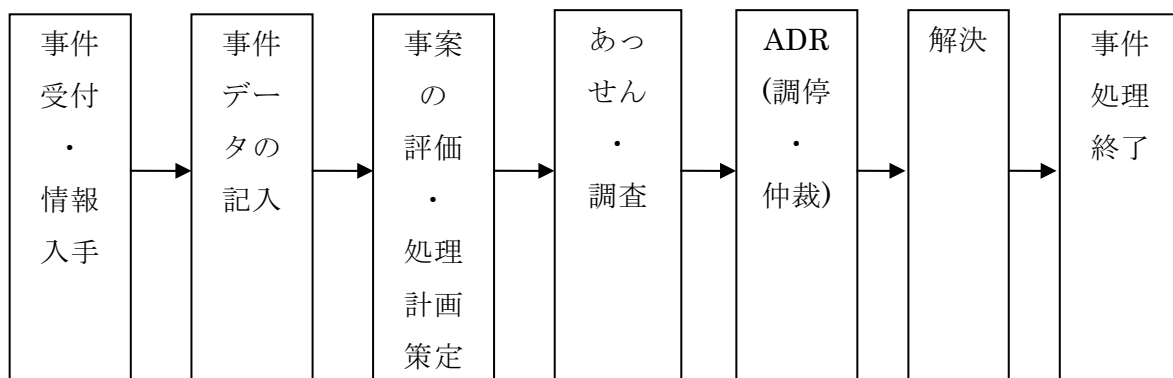 事件
受付
・
情報
入手
事件
デー
タの
記入
事案
の
評価
・
処理
計画
策定
あっ
せん
・
調査
ADR
(調停
・
仲裁)
解決
事件
処理
終了